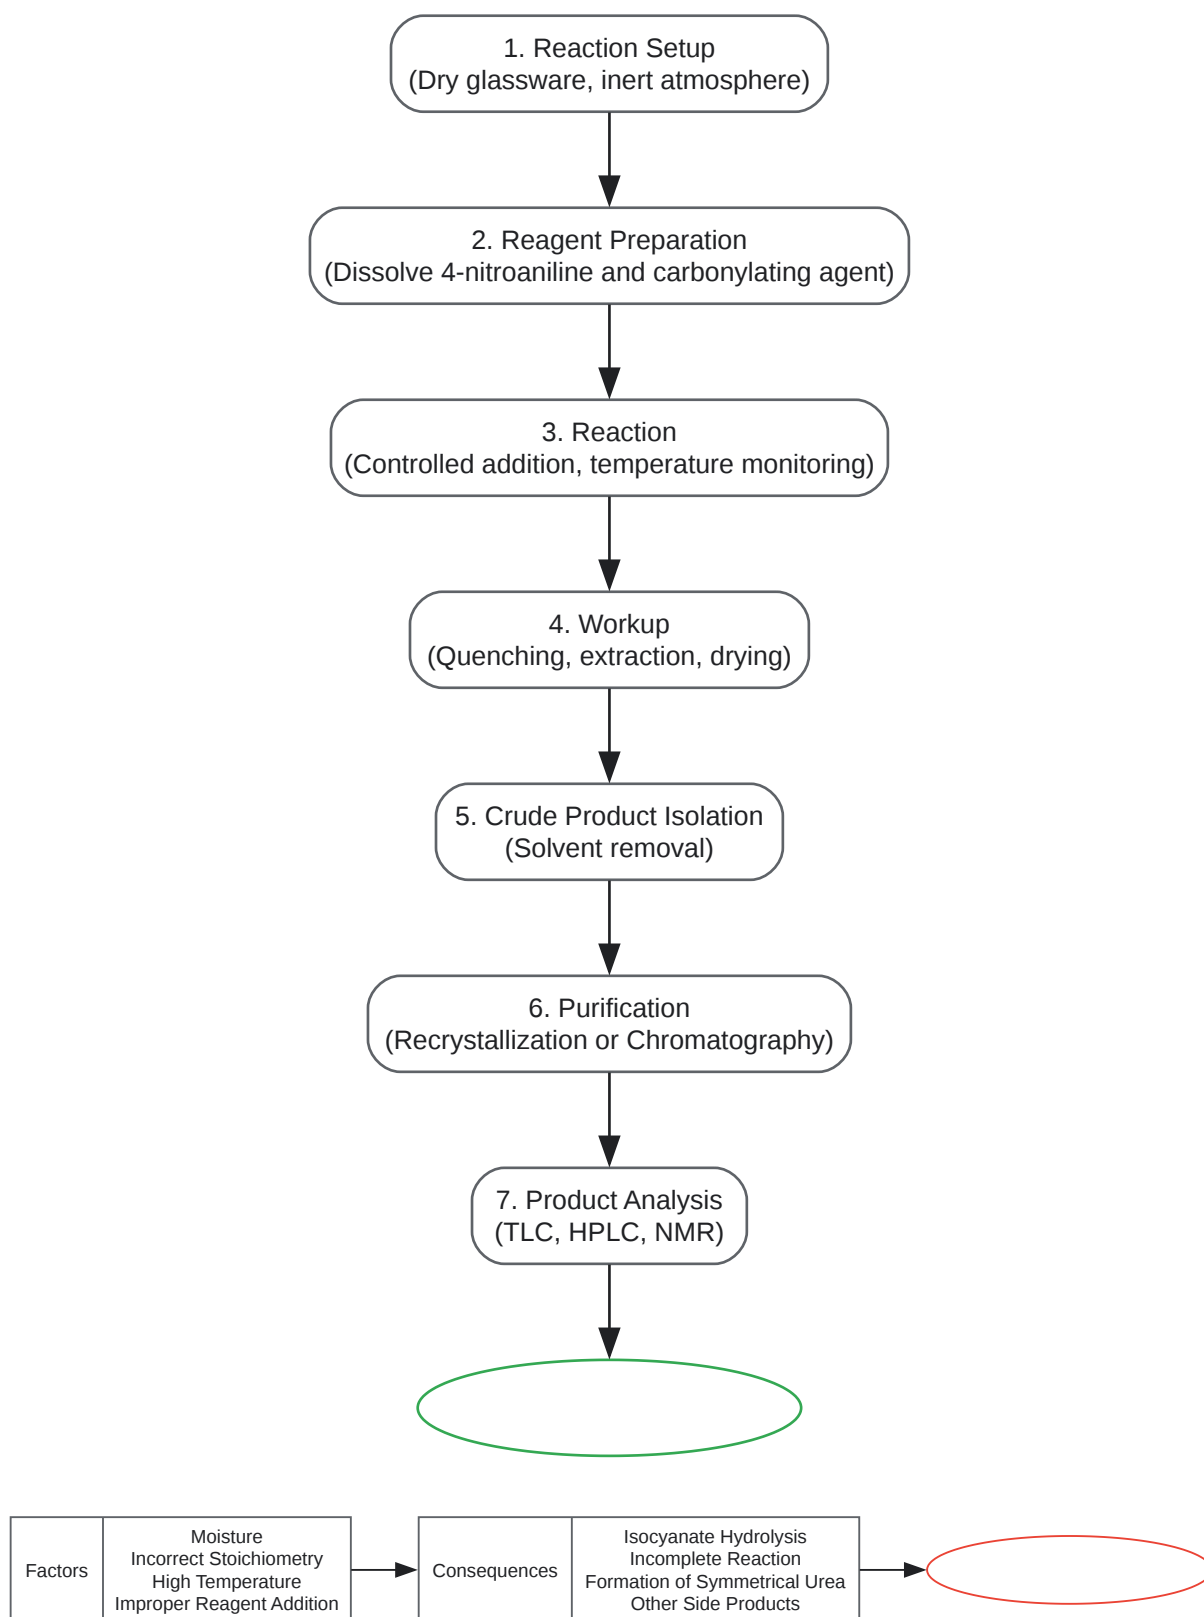 1. Reaction Setup
(Dry glassware, inert atmosphere)
2. Reagent Preparation
(Dissolve 4-nitroaniline and carbonylating agent)
3. Reaction
(Controlled addition, temperature monitoring)
4. Workup
(Quenching, extraction, drying)
5. Crude Product Isolation
(Solvent removal)
6. Purification
(Recrystallization or Chromatography)
7. Product Analysis
(TLC, HPLC, NMR)
Factors
Moisture
Incorrect Stoichiometry
High Temperature
Improper Reagent Addition
Consequences
Isocyanate Hydrolysis
Incomplete Reaction
Formation of Symmetrical Urea
Other Side Products